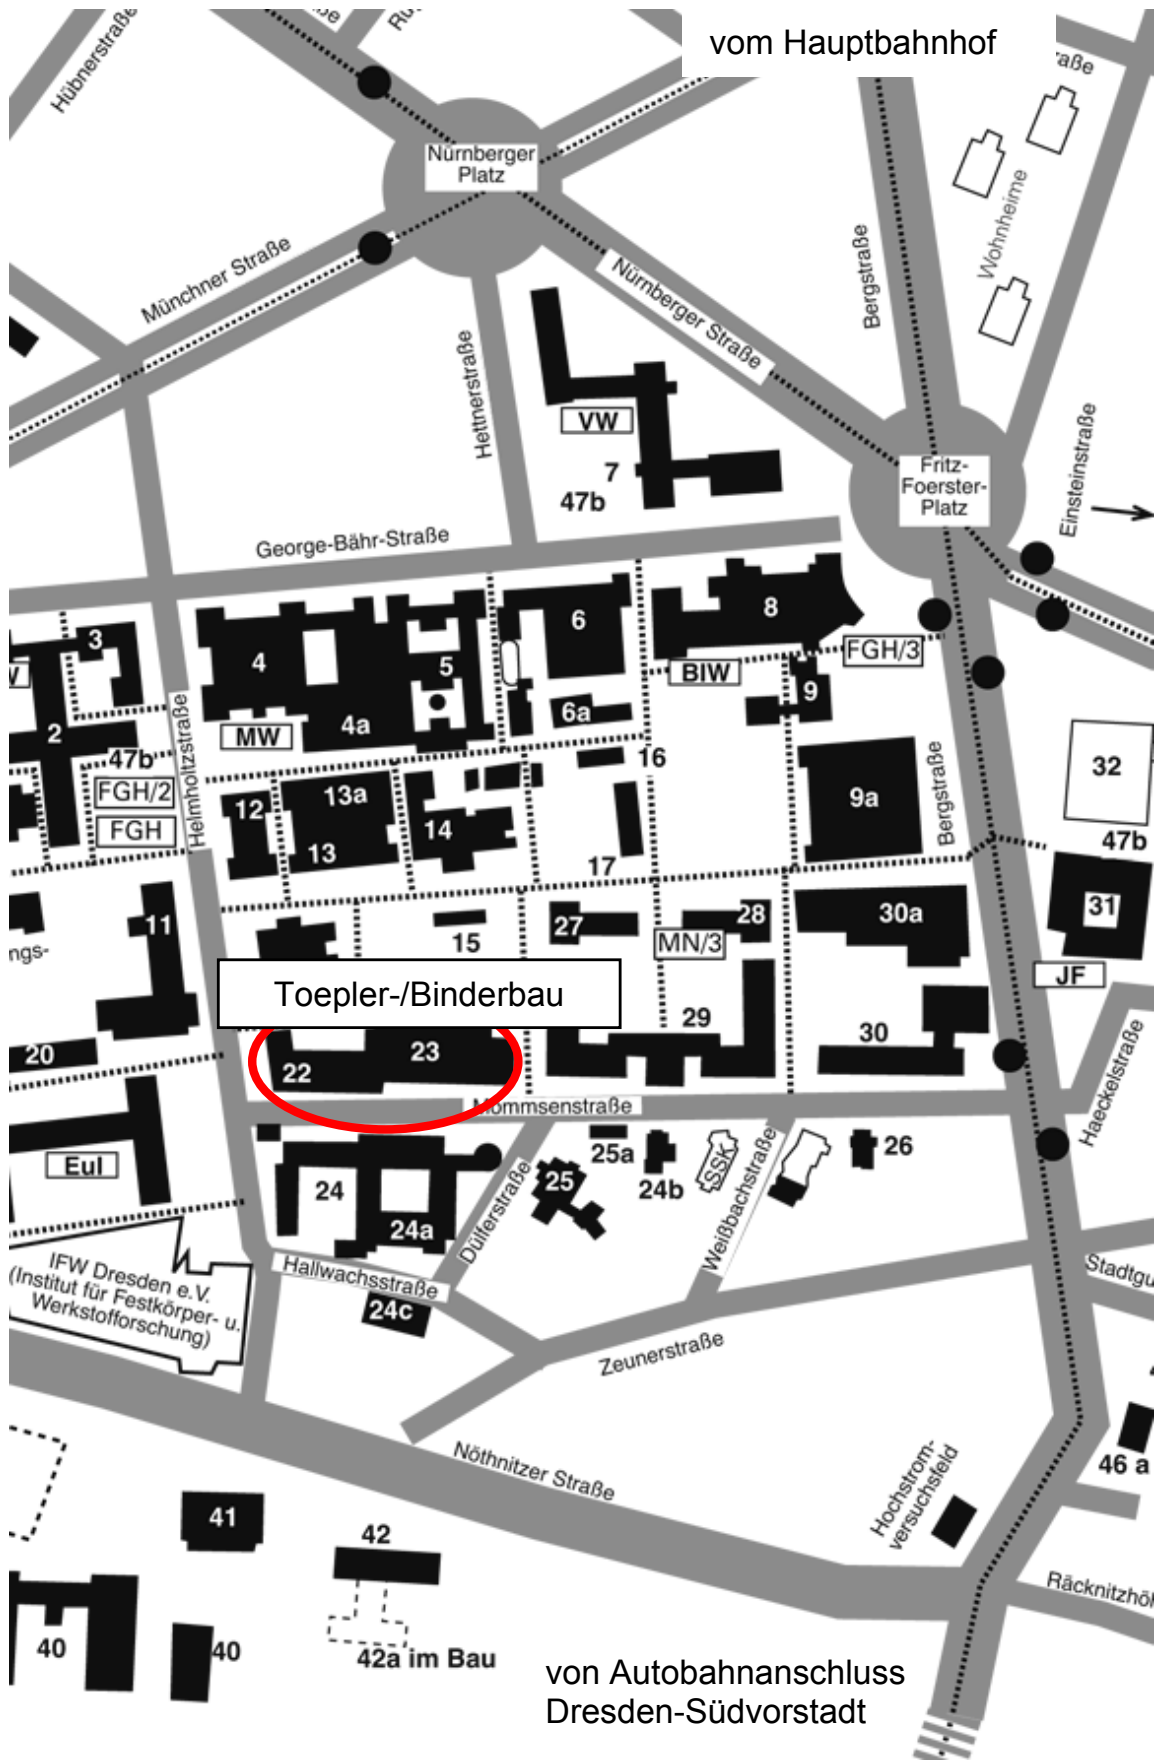 vom Hauptbahnhof
Hübnerstraße
Nürnberger
Platz
Münchner Straße
Nürnberger Straße
Bergstraße
Wohnheime
Hettnerstraße
VW
7
47b
Fritz-
Foerster-
Platz
Einsteinstraße
George-Bähr-Straße
3
4
5
6
8
FGH/3
BIW
9
2
4a
6a
MW
47b
16
32
FGH/2
FGH
Helmholtzstraße
12
13a
13
14
9a
Bergstraße
47b
17
11
15
27
28
30a
31
MN/3
ngs-
JF
Toepler-/Binderbau
20
22
23
29
30
Mommsenstraße
Haeckelstraße
EuI
24
24a
25
25a
24b
SSK
26
Dülferstraße
Weißbachstraße
IFW Dresden e.V.
(Institut für Festkörper- u.
Werkstofforschung)
Hallwachsstraße
24c
Zeunerstraße
Stadtgu
Nöthnitzer Straße
Hochstrom-
versuchsfeld
46 a
41
42
40
40
42a im Bau
Räcknitzhöh
von Autobahnanschluss
Dresden-Südvorstadt